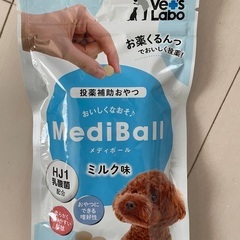 Vet's Labo
お薬くるんっ
でおいしく投薬!
投薬補助おやつ
おいしくなおそ♪
MediBall
メディボール
ミルク味
HJ1
乳酸菌
配合
おやつに
できる
嗜好性